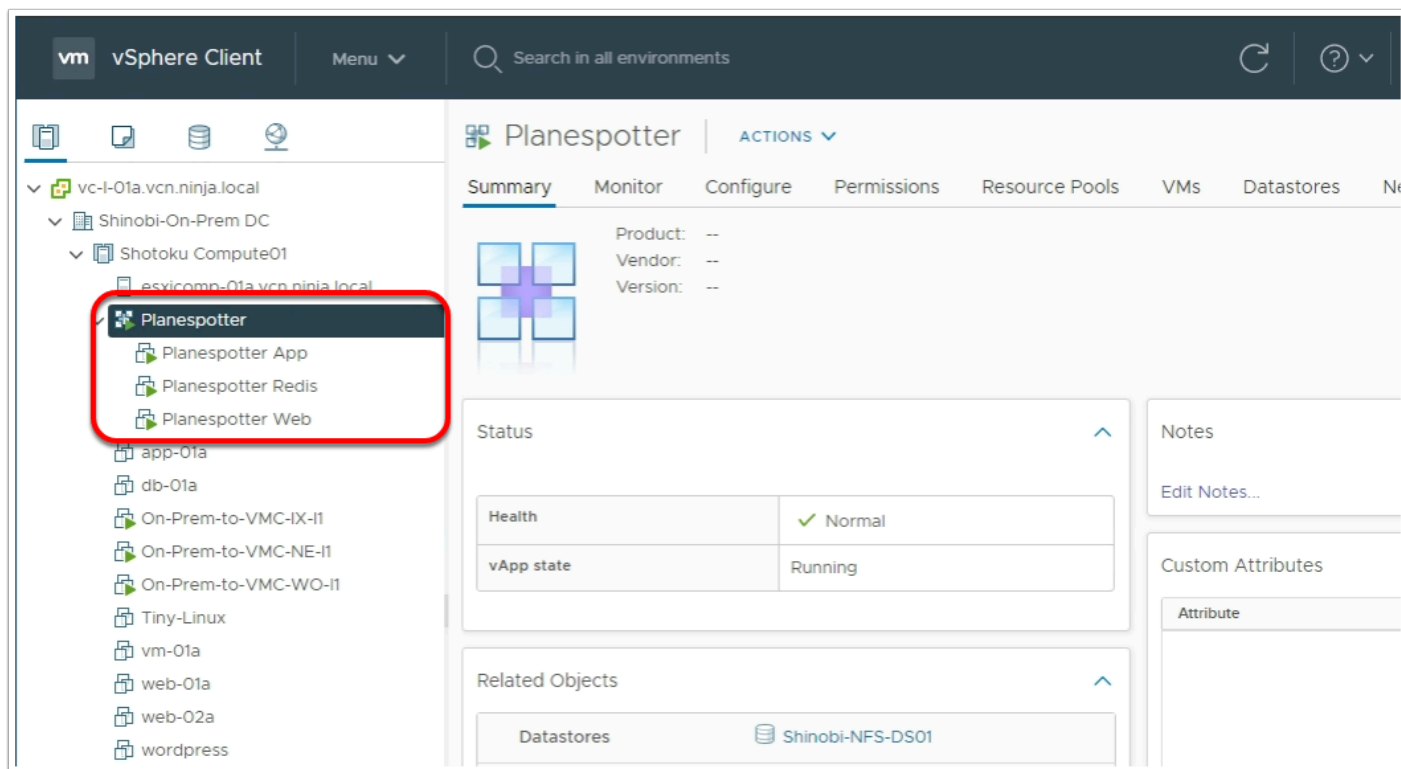 vm vSphere Client Menu Search in all environments
Planespotter ACTIONS
Summary Monitor Configure Permissions Resource Pools VMs Datastores Ne
vc-l-01a.vcn.ninja.local
Shinobi-On-Prem DC
Shotoku Compute01
esxicomp-01a.vcn.ninja.local
Planespotter
Planespotter App
Planespotter Redis
Planespotter Web
app-01a
db-01a
On-Prem-to-VMC-IX-l1
On-Prem-to-VMC-NE-l1
On-Prem-to-VMC-WO-l1
Tiny-Linux
vm-01a
web-01a
web-02a
wordpress
Product: --
Vendor: --
Version: --
Status
Health Normal
vApp state Running
Related Objects
Datastores Shinobi-NFS-DS01
Notes
Edit Notes...
Custom Attributes
Attribute